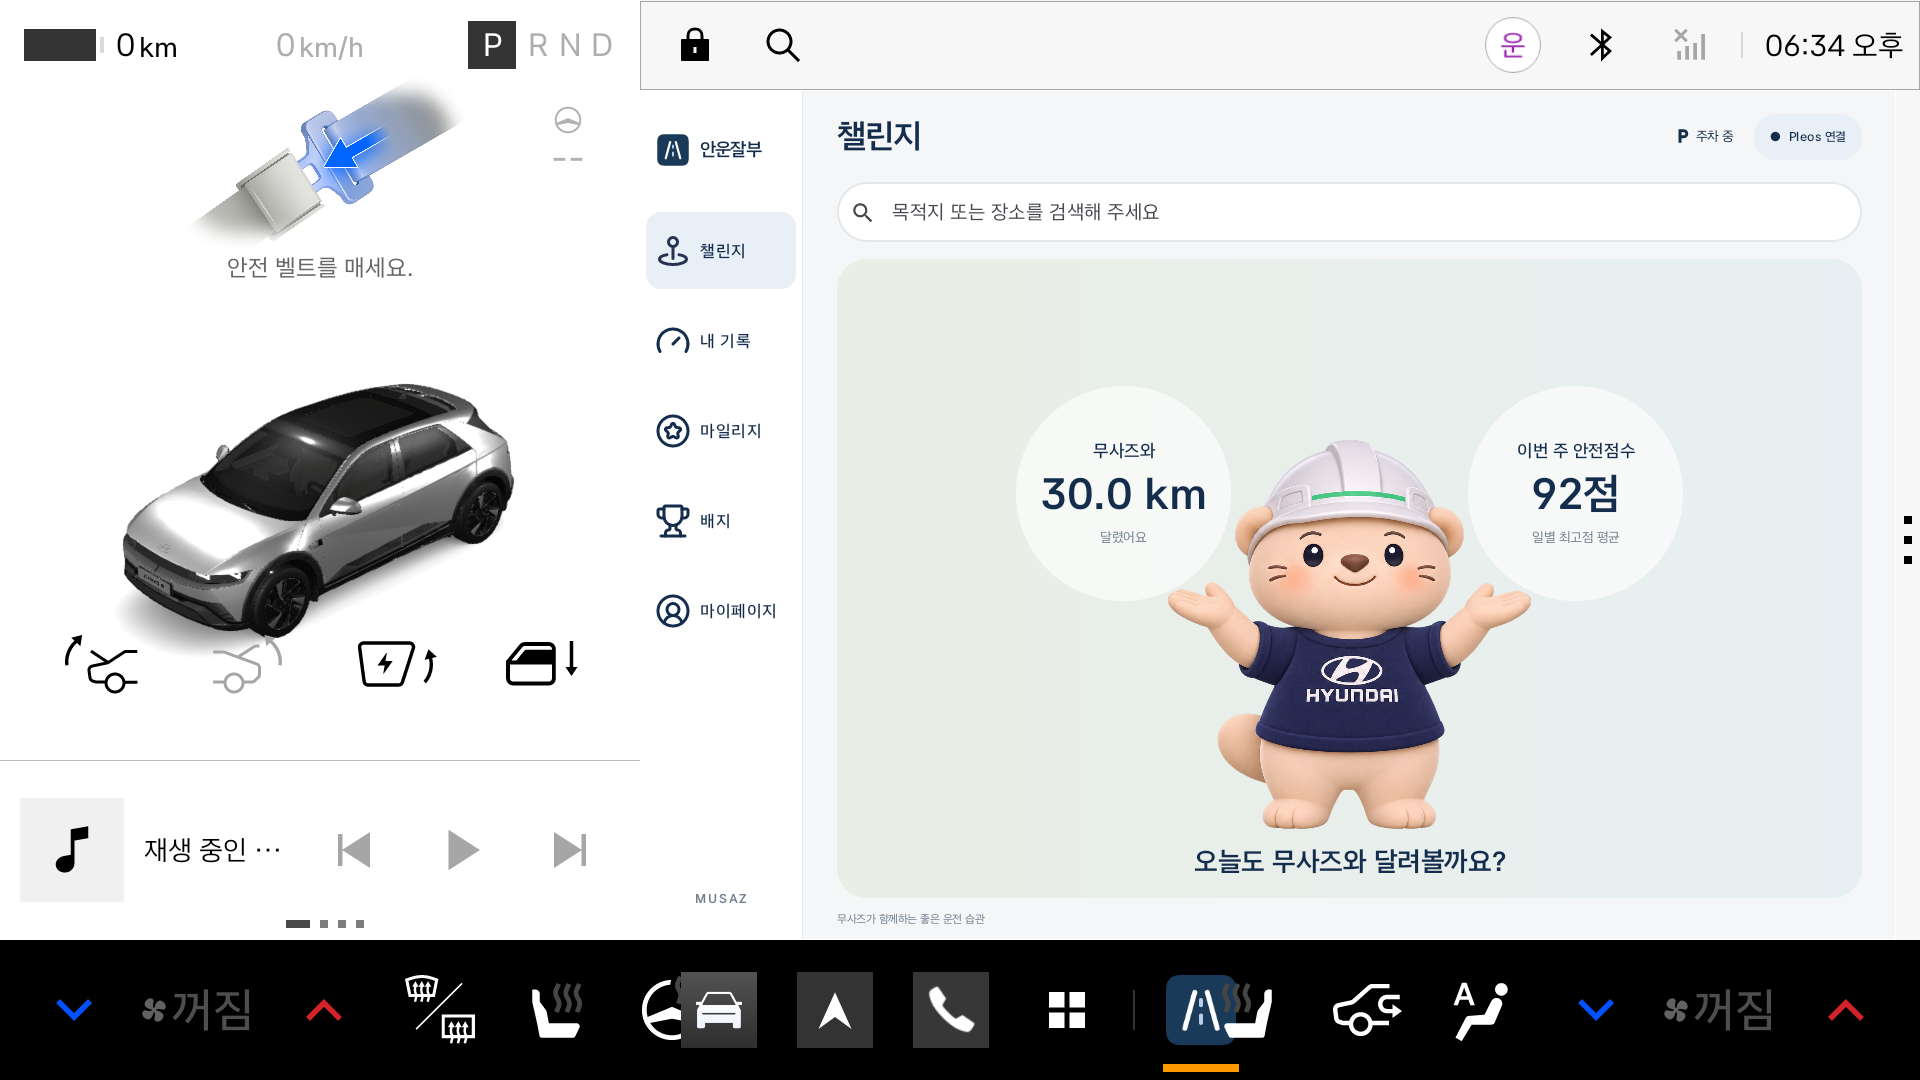 0 km
0 km/h
P R N D
운
06:34 오후
안전 벨트를 매세요.
재생 중인 ···
안운잘부
챌린지
내 기록
마일리지
배지
마이페이지
MUSAZ
챌린지
P 주차 중
Pleos 연결
목적지 또는 장소를 검색해 주세요
무사즈와
30.0 km
달렸어요
이번 주 안전점수
92점
일별 최고점 평균
HYUNDAI
오늘도 무사즈와 달려볼까요?
무사즈가 함께하는 좋은 운전 습관
꺼짐
A
꺼짐